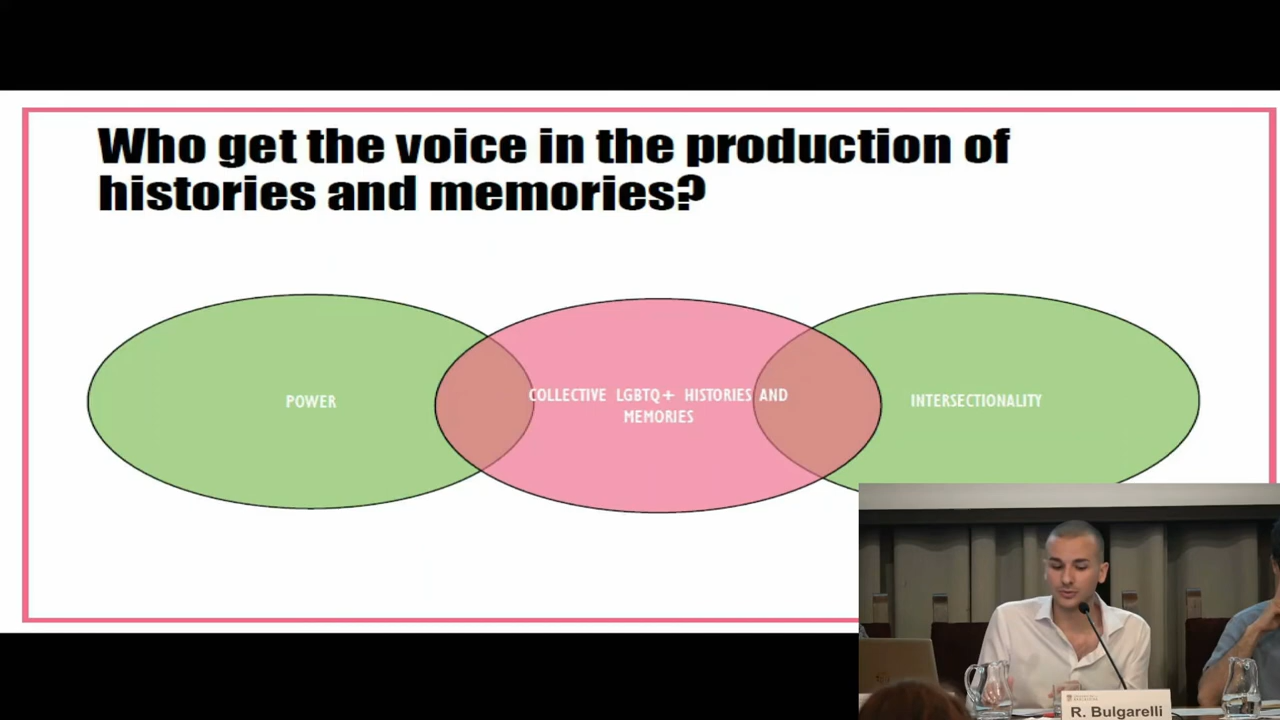 Who get the voice in the production of
histories and memories?
POWER
COLLECTIVE LGBTQ+ HISTORIES AND
MEMORIES
INTERSECTIONALITY
R. Bulgarelli